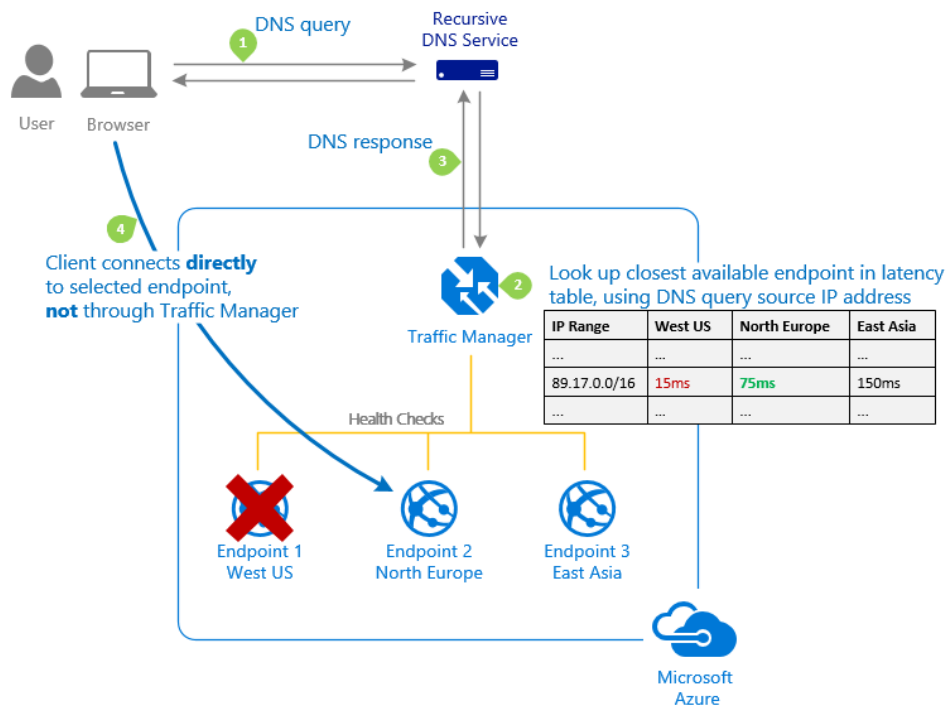 DNS query
1
Recursive
DNS Service
User
Browser
DNS response
3
4
Client connects directly
to selected endpoint,
not through Traffic Manager
2
Look up closest available endpoint in latency
table, using DNS query source IP address
Traffic Manager
IP Range West US North Europe East Asia
... ... ... ...
89.17.0.0/16 15ms 75ms 150ms
... ... ... ...
Health Checks
Endpoint 1
West US
Endpoint 2
North Europe
Endpoint 3
East Asia
Microsoft
Azure